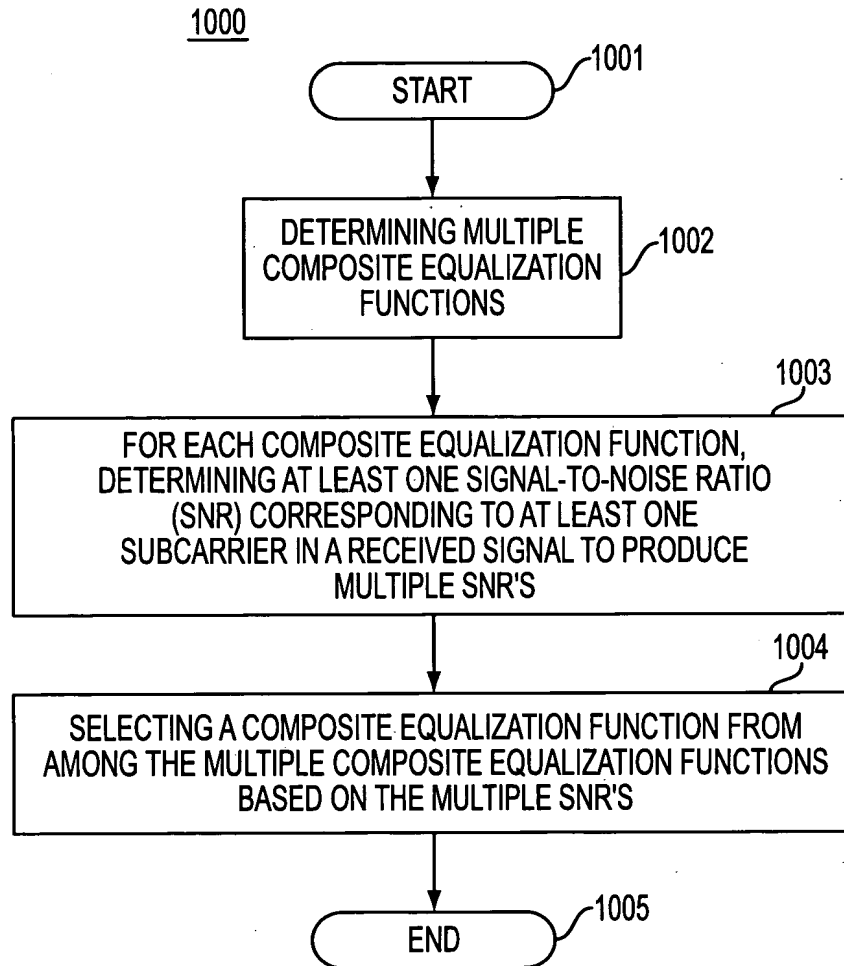 1000
START
1001
DETERMINING MULTIPLE
COMPOSITE EQUALIZATION
FUNCTIONS
1002
1003
FOR EACH COMPOSITE EQUALIZATION FUNCTION,
DETERMINING AT LEAST ONE SIGNAL-TO-NOISE RATIO
(SNR) CORRESPONDING TO AT LEAST ONE
SUBCARRIER IN A RECEIVED SIGNAL TO PRODUCE
MULTIPLE SNR'S
1004
SELECTING A COMPOSITE EQUALIZATION FUNCTION FROM
AMONG THE MULTIPLE COMPOSITE EQUALIZATION FUNCTIONS
BASED ON THE MULTIPLE SNR'S
1005
END